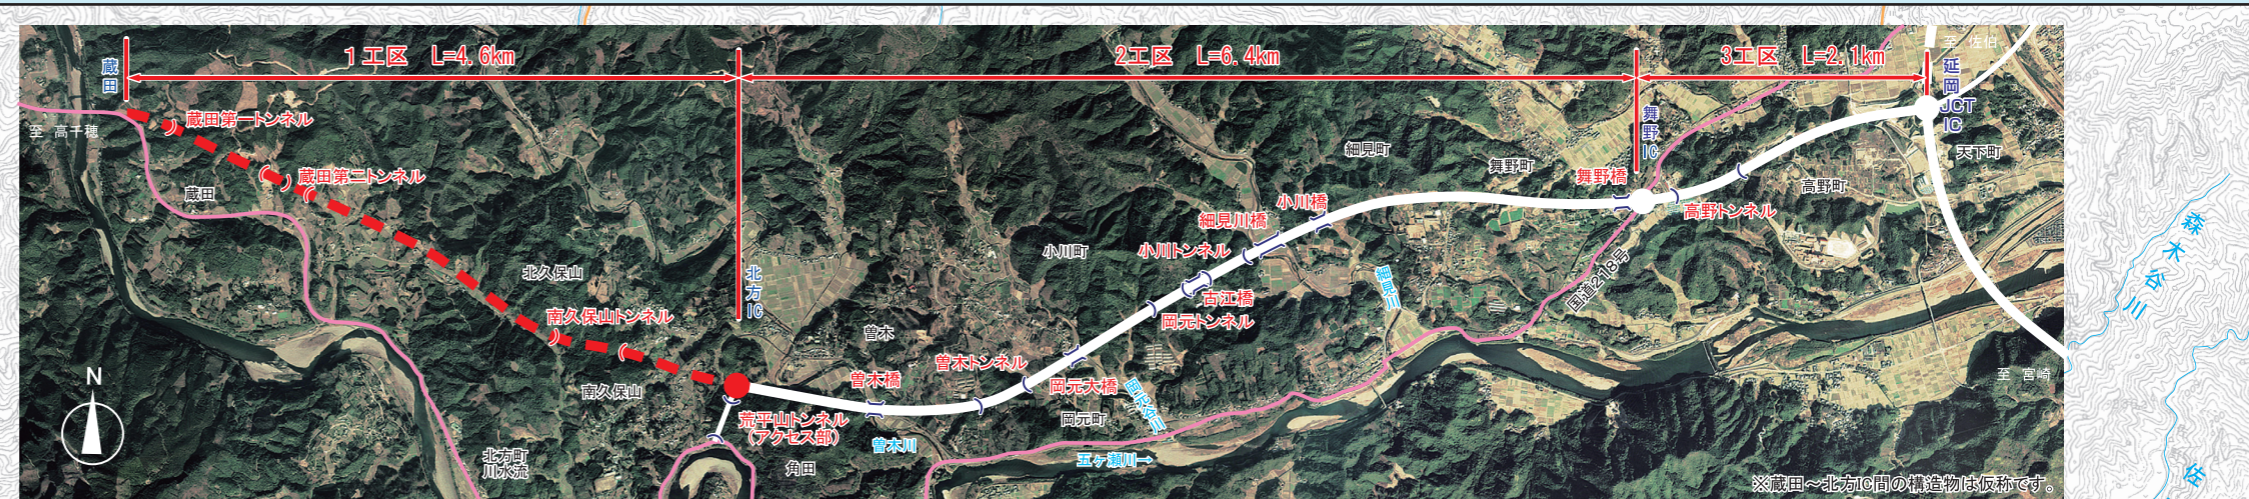 1工区 L=4.6km
2工区 L=6.4km
3工区 L=2.1km
至 佐伯
蔵田
延岡
JCT
IC
蔵田第一トンネル
至 高千穂
舞野IC
細見町
舞野町
天下町
蔵田第二トンネル
蔵田
舞野橋
高野町
小川橋
高野トンネル
細見川橋
小川トンネル
小川町
北久保山
北方IC
細見川
国道218号
古江橋
岡元トンネル
南久保山トンネル
曽木
曽木トンネル
曽木橋
岡元大橋
N
南久保山
至 宮崎
荒平山トンネル
(アクセス部)
岡元町
曽木川
北方町
川水流
角田
五ヶ瀬川→
※蔵田~北方IC間の構造物は仮称です。
森木谷川
佐